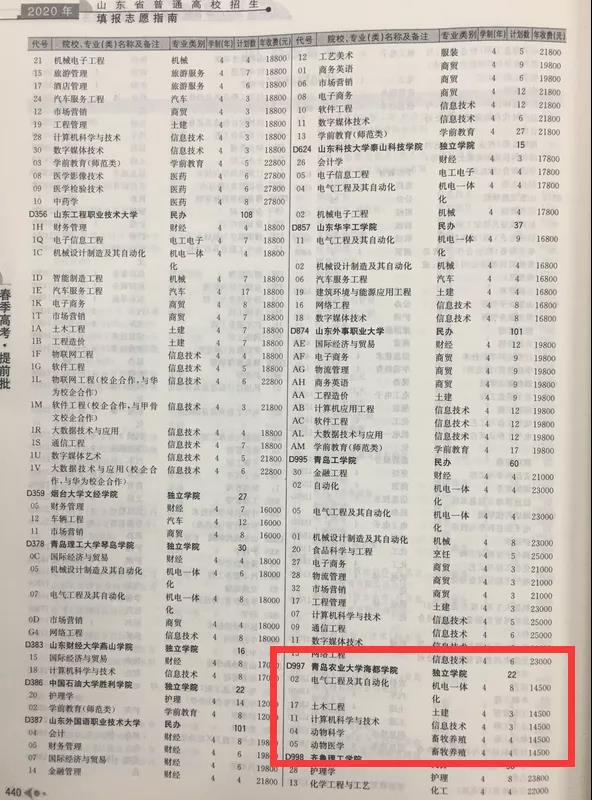 2020年 山东省普通高校招生
填报志愿指南
代号 院校、专业(类)名称及备注 专业类别 学制(年) 计划数 年收费(元)
21 机械电子工程 机械 4 4 18800
15 旅游管理 旅游服务 4 4 18800
17 酒店管理 旅游服务 4 6 18800
24 汽车服务工程 汽车 4 3 18800
12 市场营销 商贸 4 3 18800
19 工程管理 土建 4 3 18800
28 计算机科学与技术 信息技术 4 3 18800
30 数字媒体技术 信息技术 4 3 18800
03 学前教育(师范类) 学前教育 4 5 22800
08 医学影像技术 医药 4 6 27800
09 医学检验技术 医药 4 6 27800
10 中药学 医药 4 8 27800
D356 山东工程职业技术大学 民办 108
1H 财务管理 财经 4 7 18800
1Q 电子信息工程 电工电子 4 7 18800
1C 机械设计制造及其自动化 机电一体 4 4 18800
化
1D 智能制造工程 机械 4 4 18800
1E 汽车服务工程 汽车 4 17 18800
1K 电子商务 商贸 4 8 18800
1T 市场营销 商贸 4 4 18800
1A 土木工程 土建 4 7 18800
1B 工程造价 土建 4 7 18800
1F 物联网工程 信息技术 4 4 18800
1G 软件工程 信息技术 4 4 18800
1L 物联网工程(校企合作,与华 信息技术 4 6 22800
为校企合作)
1M 软件工程(校企合作,与甲骨 信息技术 4 3 21800
文校企合作)
1R 大数据技术与应用 信息技术 4 4 18800
1S 通信工程 信息技术 4 4 18800
1U 数字媒体艺术 信息技术 4 5 21800
1V 大数据技术与应用(校企合 信息技术 4 6 22800
作,与华为校企合作)
D359 烟台大学文经学院 独立学院 27
05 财务管理 财经 4 7 16000
12 车辆工程 汽车 4 12 16000
11 市场营销 商贸 4 8 16000
D378 青岛理工大学琴岛学院 独立学院 30
0C 国际经济与贸易 财经 4 8 18000
05 机械设计制造及其自动化 机电一体 4 6 18000
化
07 电气工程及其自动化 机电一体 4 8 18000
化
0D 市场营销 商贸 4 4 18000
G4 网络工程 信息技术 4 4 18000
D383 山东财经大学燕山学院 独立学院 16
15 国际经济与贸易 财经 4 8
18 计算机科学与技术 信息技术 4 8
D386 中国石油大学胜利学院 独立学院 22
20 护理学 护理 4 14
02 学前教育(师范类) 学前教育 4 8
D387 山东外国语职业技术大学 民办 101
04 会计 财经 4 8
06 财务管理 财经 4 8
07 国际经济与贸易 财经 4 6
14 金融管理 财经 4 4 21800
12 工艺美术 服装 4 5 21800
01 商务英语 商贸 4 9 19800
06 市场营销 商贸 4 6 19800
08 电子商务 商贸 4 9 19800
10 软件工程 信息技术 4 4 21800
11 数字媒体技术 信息技术 4 4 21800
13 学前教育(师范类) 学前教育 4 27 21800
D624 山东科技大学泰山科技学院 独立学院 15
26 会计学 财经 4 3 17800
05 电子信息工程 电工电子 4 4 17800
04 电气工程及其自动化 机电一体 4 4 17800
化
02 机械电子工程 机械 4 4 17800
D857 山东华宇工学院 民办 37
11 电气工程及其自动化 机电一体 4 9 16800
化
02 机械设计制造及其自动化 机械 4 4 16800
06 汽车服务工程 汽车 4 4 16800
19 建筑环境与能源应用工程 土建 4 4 16800
16 网络工程 信息技术 4 8 16800
18 数字媒体技术 信息技术 4 8 16800
D874 山东外事职业大学 民办 101
AE 国际经济与贸易 财经 4 12 19800
AF 电子商务 商贸 4 9 19800
AG 物流管理 商贸 4 9 19800
AH 商务英语 商贸 4 9 19800
AA 工程造价 土建 4 9 19800
AB 计算机应用工程 信息技术 4 12 19800
AC 软件工程 信息技术 4 12 19800
AL 大数据技术与应用 信息技术 4 12 19800
AM 学前教育(师范类) 学前教育 4 17 19800
D995 青岛工学院 民办 60
30 金融工程 财经 4 4 21000
02 自动化 机电一体 4 4 23000
化
05 电气工程及其自动化 机电一体 4 4 23000
化
01 机械设计制造及其自动化 机械 4 8 23000
20 食品科学与工程 烹饪 4 5 25000
27 电子商务 商贸 4 5 25000
28 物流管理 商贸 4 3 21000
32 市场营销 商贸 4 3 21000
17 工程管理 土建 4 3 23000
07 计算机科学与技术 信息技术 4
09 通信工程 信息技术 4
11 数字媒体技术 信息技术 4
13 网络工程 信息技术 4 6 23000
D997 青岛农业大学海都学院 独立学院 22
02 电气工程及其自动化 机电一体 4 8 14500
化
17 土木工程 土建 4 3 14500
11 计算机科学与技术 信息技术 4 3 14500
04 动物科学 畜牧养殖 4 4 14500
05 动物医学 畜牧养殖 4 4 14500
D998 齐鲁理工学院
28 护理学 护理 4 8 23800
13 化学工程与工艺 化工 4 4 22000
春季高考·提前批
440